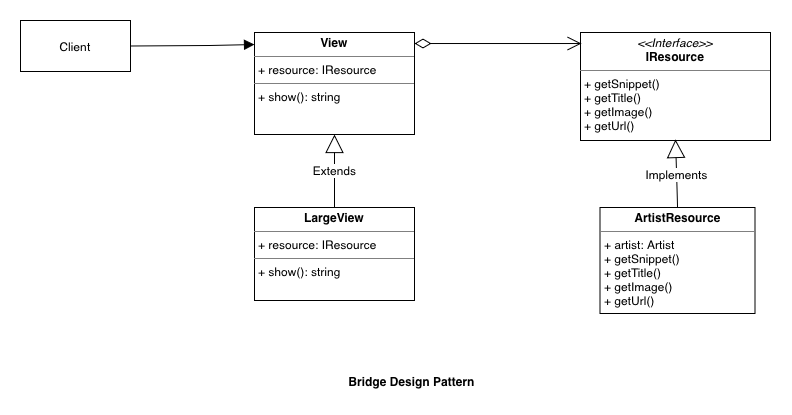 Client
View
+ resource: IResource
+ show(): string
<<Interface>>
IResource
+ getSnippet()
+ getTitle()
+ getImage()
+ getUrl()
Extends
Implements
LargeView
+ resource: IResource
+ show(): string
ArtistResource
+ artist: Artist
+ getSnippet()
+ getTitle()
+ getImage()
+ getUrl()
Bridge Design Pattern